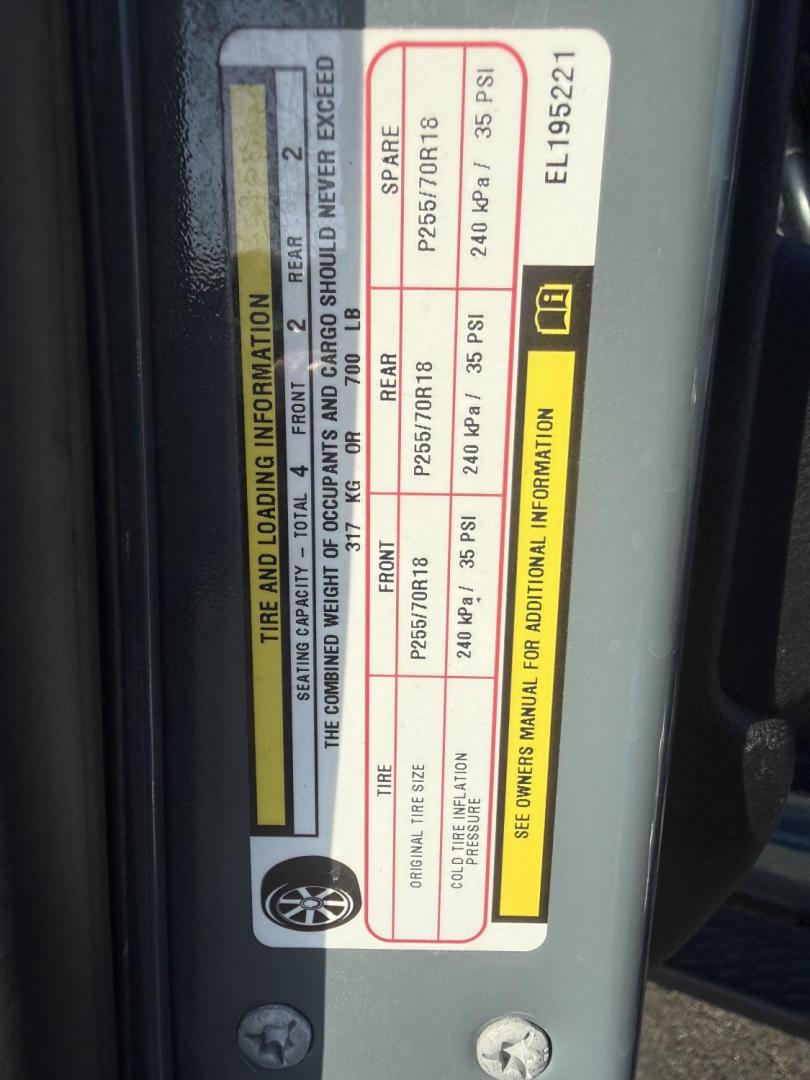 TIRE AND LOADING INFORMATION
SEATING CAPACITY – TOTAL 4 FRONT 2 REAR 2
THE COMBINED WEIGHT OF OCCUPANTS AND CARGO SHOULD NEVER EXCEED
317 KG OR 700 LB
TIRE FRONT REAR SPARE
ORIGINAL TIRE SIZE P255/70R18 P255/70R18 P255/70R18
COLD TIRE INFLATION PRESSURE 240 kPa / 35 PSI 240 kPa / 35 PSI 240 kPa / 35 PSI
SEE OWNERS MANUAL FOR ADDITIONAL INFORMATION
EL195221